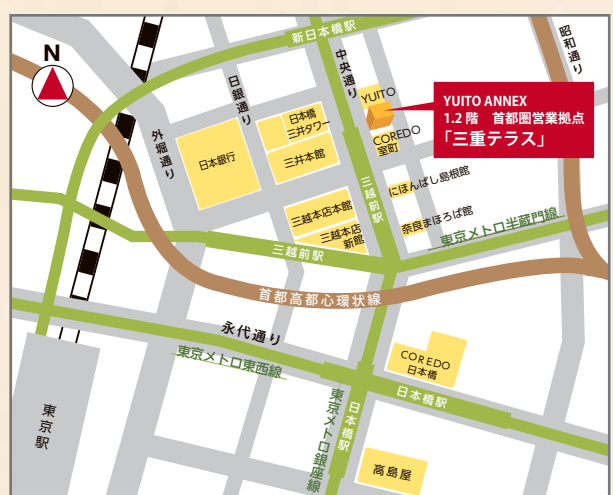 新日本橋駅
昭和通り
中央通り
N
日銀通り
外堀通り
YUITO
YUITO ANNEX
1.2階 首都圏営業拠点
「三重テラス」
日本橋
三井タワー
COREDO
室町
日本銀行
三井本館
三越前駅
にほんばし島根館
三越本店本館
奈良まほろば館
三越本店
新館
東京メトロ半蔵門線
三越前駅
首都高都心環状線
永代通り
東京メトロ東西線
COREDO
日本橋
日本橋駅
東京メトロ銀座線
日本橋駅
東京駅
高島屋